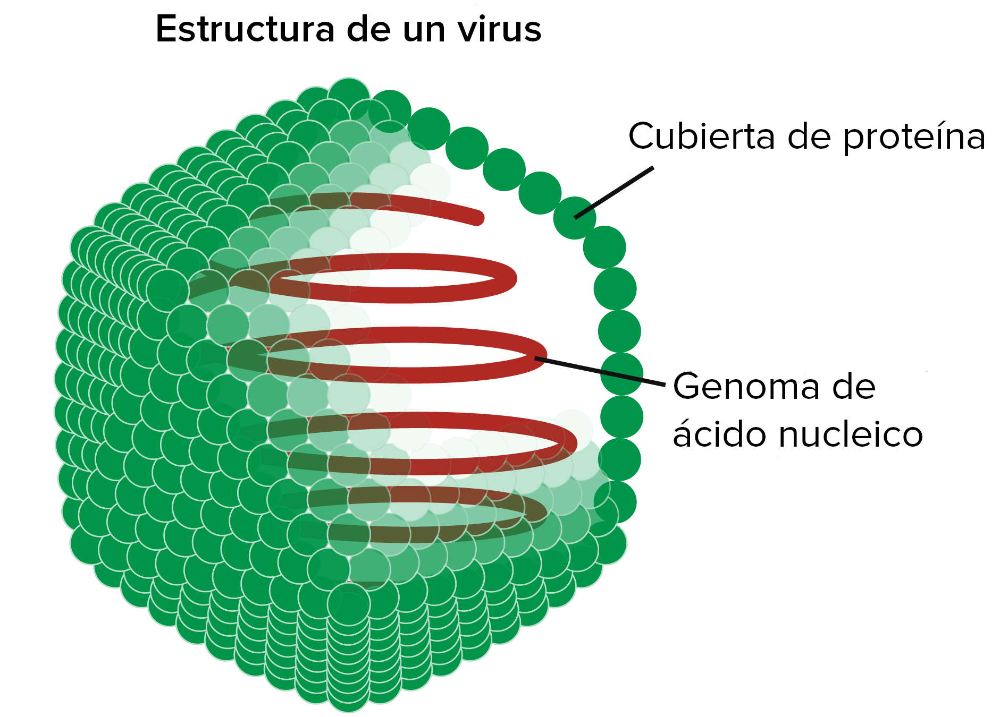 Estructura de un virus
Cubierta de proteína
Genoma de
ácido nucleico